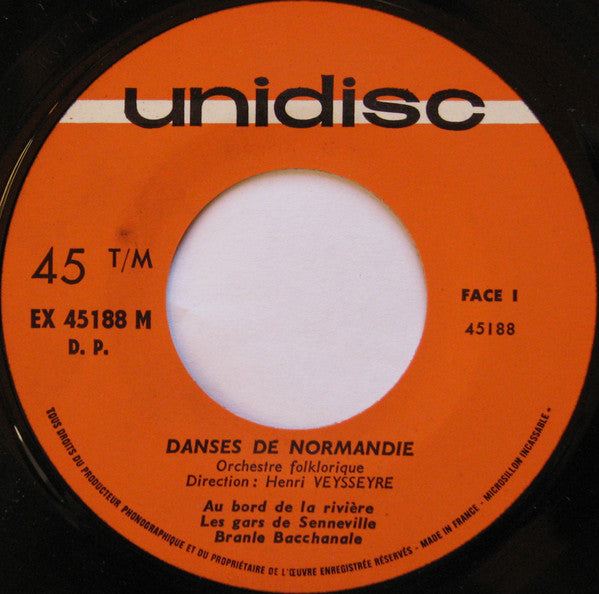 unidisc
45 T/M
EX 45188 M
D. P.
FACE 1
45188
DANSES DE NORMANDIE
Orchestre folklorique
Direction : Henri VEYSSEYRE
Au bord de la rivière
Les gars de Senneville
Branle Bacchanale
TOUS DROITS DU PRODUCTEUR PHONOGRAPHIQUE ET DU PROPRIÉTAIRE DE L'ŒUVRE ENREGISTRÉE RÉSERVÉS - MADE IN FRANCE - MICROSILLON INCASSABLE •